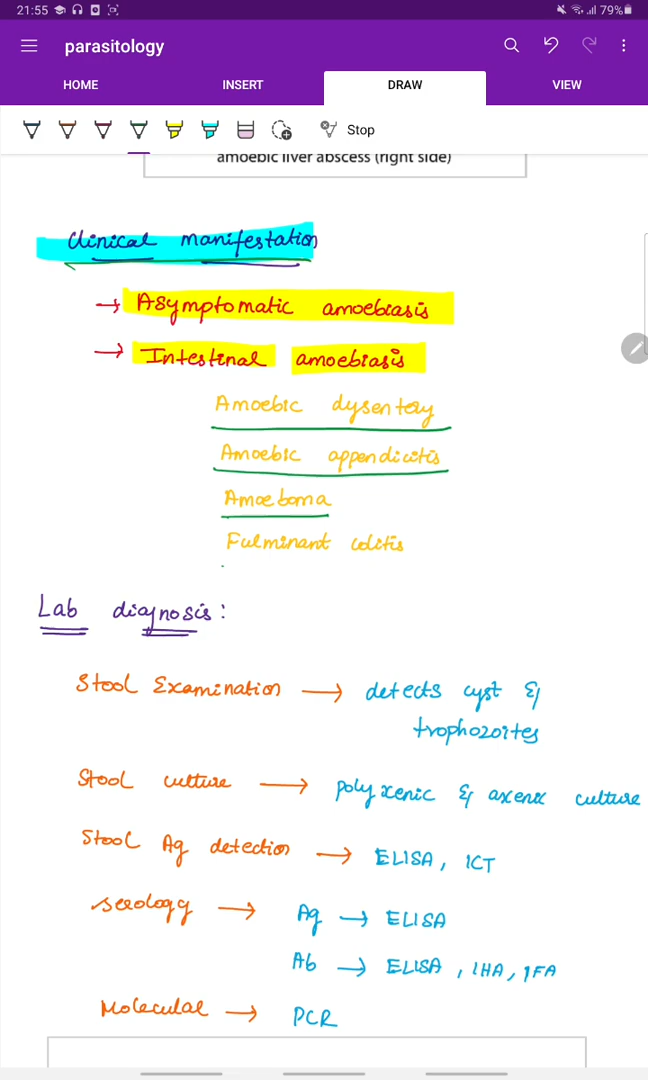 21:55 79%
parasitology
HOME INSERT DRAW VIEW
Stop
amoebic liver abscess (right side)
Clinical manifestation
→ Asymptomatic amoebiasis
→ Intestinal amoebiasis
Amoebic dysentery
Amoebic appendicitis
Amoeboma
Fulminant colitis
Lab diagnosis:
Stool Examination → detects cyst &
trophozoites
Stool culture → polyxenic & axenic culture
Stool Ag detection → ELISA, ICT
Serology → Ag → ELISA
Ab → ELISA, IHA, IFA
Molecular → PCR